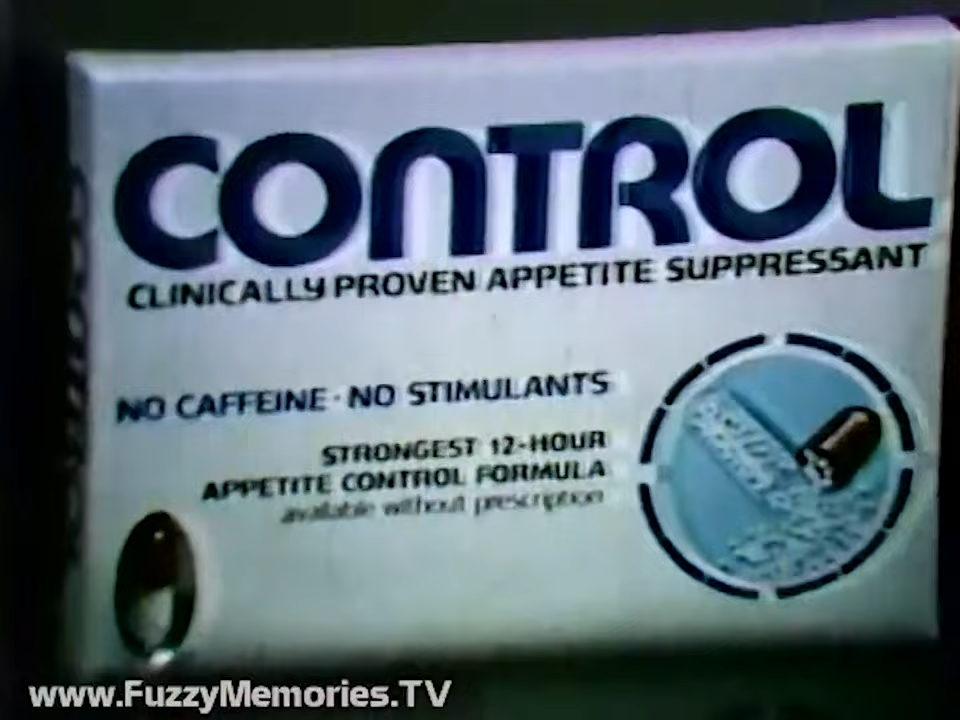 CONTROL
CLINICALLY PROVEN APPETITE SUPPRESSANT
NO CAFFEINE · NO STIMULANTS
STRONGEST 12-HOUR
APPETITE CONTROL FORMULA
available without prescription
www.FuzzyMemories.TV